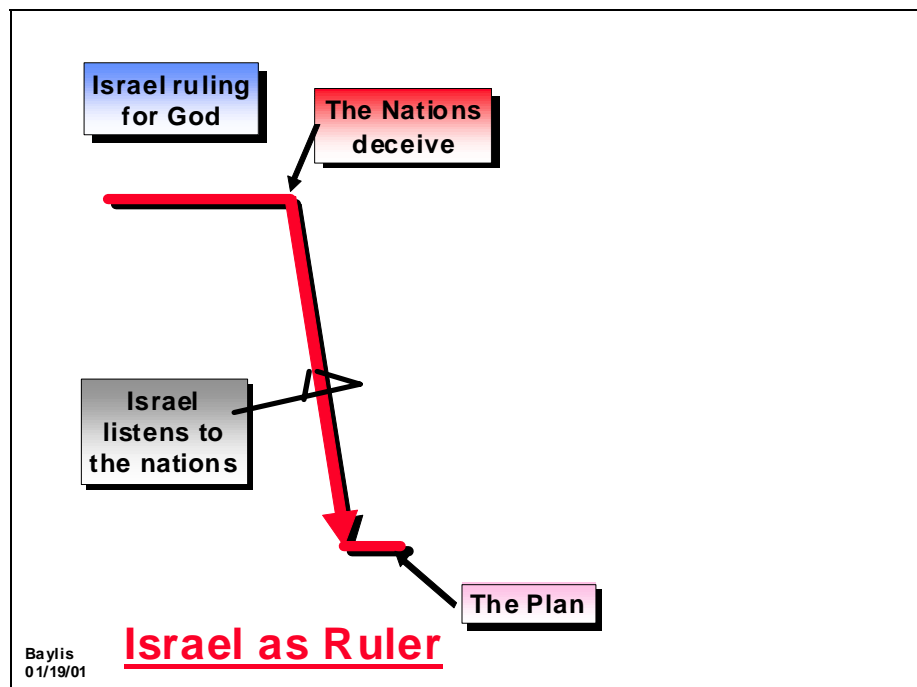 Israel ruling
for God
The Nations
deceive
Israel
listens to
the nations
The Plan
Israel as Ruler
Baylis
01/19/01